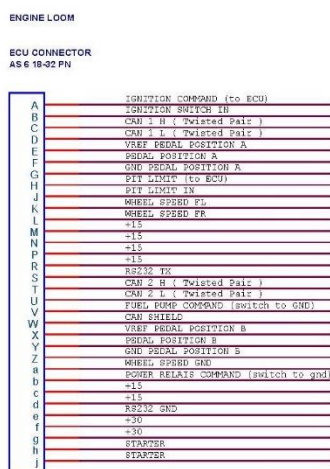 ENGINE LOOM
ECU CONNECTOR
AS 6 18-32 PN
A IGNITION COMMAND (to ECU)
B IGNITION SWITCH IN
C CAN 1 H ( Twisted Pair )
D CAN 1 L ( Twisted Pair )
E VREF PEDAL POSITION A
F PEDAL POSITION A
G GND PEDAL POSITION A
H PIT LIMIT (to ECU)
J PIT LIMIT IN
K WHEEL SPEED FL
L WHEEL SPEED FR
M +15
N +15
P +15
R +15
S RS232 TX
T CAN 2 H ( Twisted Pair )
U CAN 2 L ( Twisted Pair )
V FUEL PUMP COMMAND (switch to GND)
W CAN SHIELD
X VREF PEDAL POSITION B
Y PEDAL POSITION B
Z GND PEDAL POSITION B
a WHEEL SPEED GND
b POWER RELAIS COMMAND (switch to gnd)
c +15
d +15
e RS232 GND
f +30
g +30
h STARTER
j STARTER